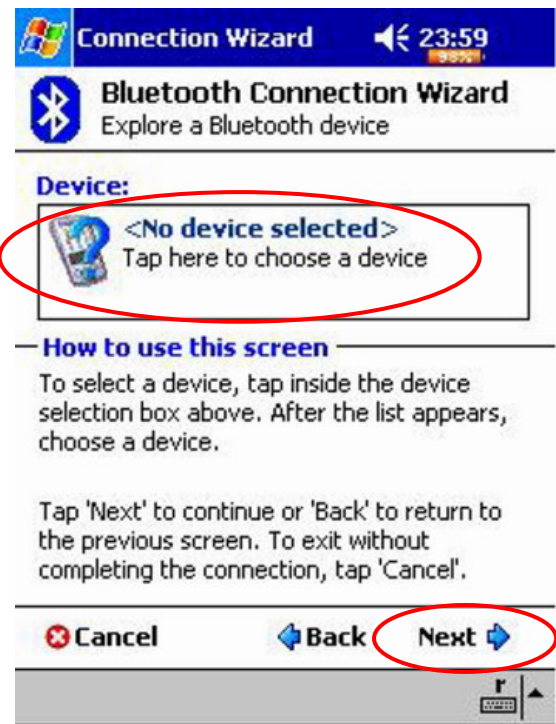 Connection Wizard 23:59
98%
Bluetooth Connection Wizard
Explore a Bluetooth device
Device:
<No device selected>
Tap here to choose a device
How to use this screen
To select a device, tap inside the device
selection box above. After the list appears,
choose a device.
Tap 'Next' to continue or 'Back' to return to
the previous screen. To exit without
completing the connection, tap 'Cancel'.
Cancel Back Next
r